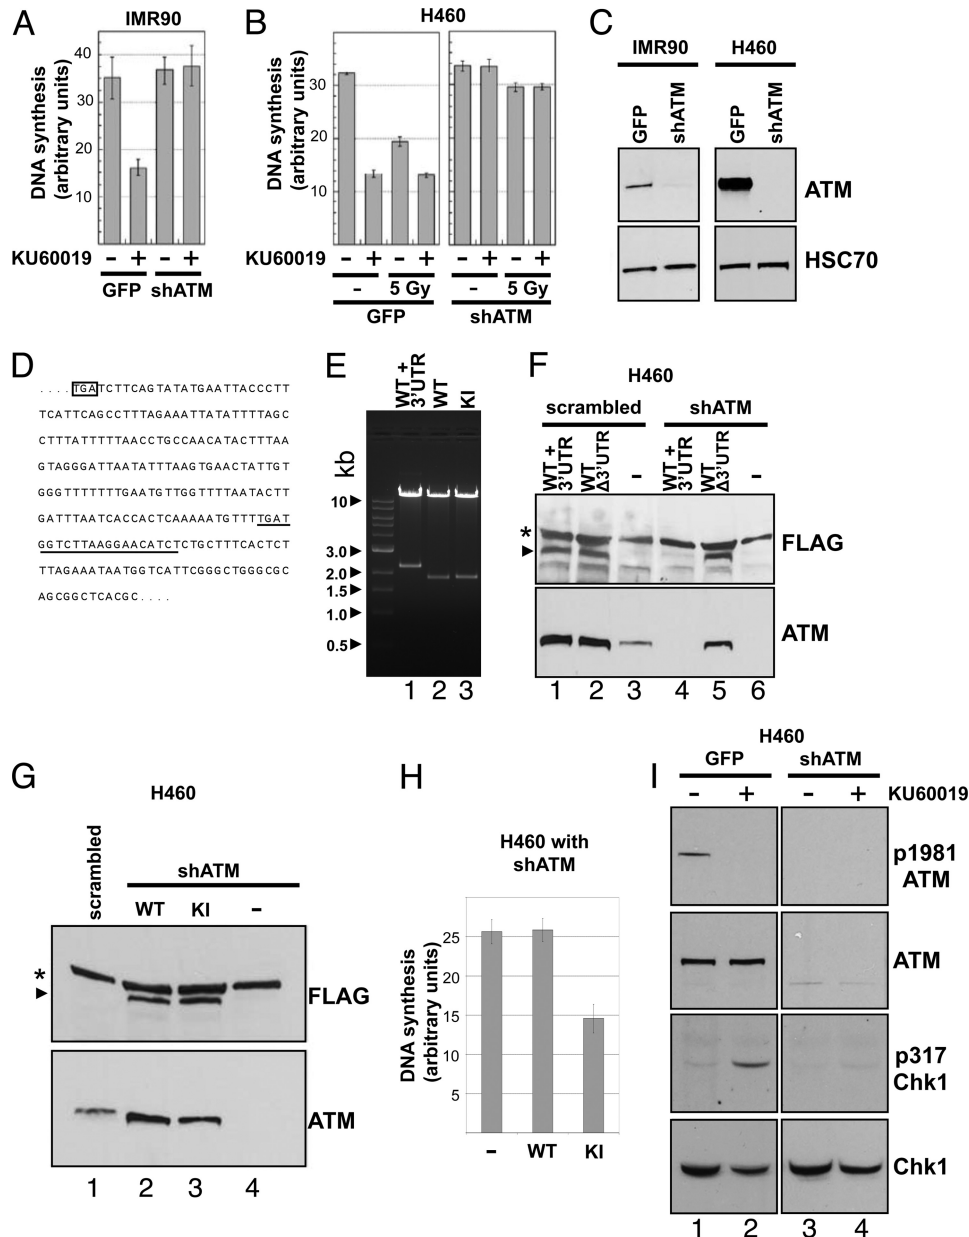 A
IMR90
DNA synthesis
(arbitrary units)
40
30
20
10
KU60019
– + – +
GFP shATM
B
H460
DNA synthesis
(arbitrary units)
30
20
10
KU60019
– + – + – + – +
– 5 Gy – 5 Gy
GFP shATM
C
IMR90 H460
GFP shATM GFP shATM
ATM
HSC70
D
....TGATCTTCAGTATATGAATTACCCTT
TCATTCAGCCTTTAGAAATTATATTTTAGC
CTTTATTTTTAACCTGCCAACATACTTTAA
GTAGGGATTAATATTTAAGTGAACTATTGT
GGGTTTTTTTGAATGTTGGTTTTAATACTT
GATTTAATCACCACTCAAAAATGTTTTGAT
GGTCTTAAGGAACATCTCTGCTTTCACTCT
TTAGAAATAATGGTCATTCGGGCTGGGCGC
AGCGGCTCACGC....
E
WT + 3'UTR
WT
KI
kb
10
3.0
2.0
1.5
1.0
0.5
1 2 3
F
H460
scrambled shATM
WT + 3'UTR
WT Δ3'UTR
–
WT + 3'UTR
WT Δ3'UTR
–
*
FLAG
ATM
1 2 3 4 5 6
G
H460
scrambled
shATM
WT KI –
*
FLAG
ATM
1 2 3 4
H
H460 with
shATM
DNA synthesis
(arbitrary units)
25
20
15
10
5
– WT KI
I
H460
GFP shATM
– + – + KU60019
p1981
ATM
ATM
p317
Chk1
Chk1
1 2 3 4